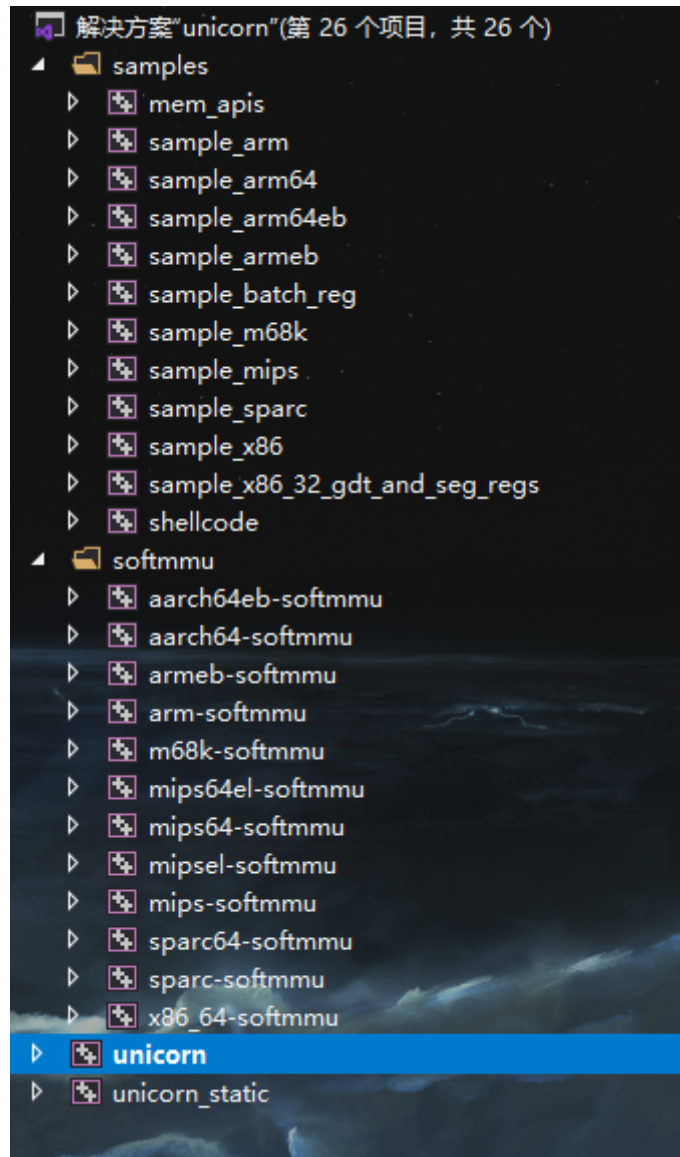 解决方案"unicorn"(第 26 个项目，共 26 个)
samples
mem_apis
sample_arm
sample_arm64
sample_arm64eb
sample_armeb
sample_batch_reg
sample_m68k
sample_mips
sample_sparc
sample_x86
sample_x86_32_gdt_and_seg_regs
shellcode
softmmu
aarch64eb-softmmu
aarch64-softmmu
armeb-softmmu
arm-softmmu
m68k-softmmu
mips64el-softmmu
mips64-softmmu
mipsel-softmmu
mips-softmmu
sparc64-softmmu
sparc-softmmu
x86_64-softmmu
unicorn
unicorn_static